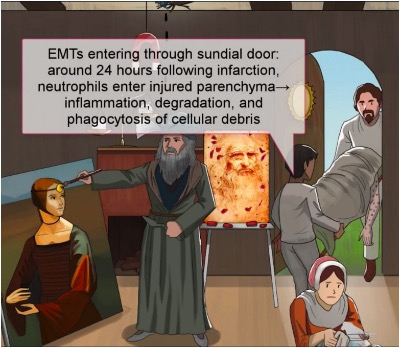 EMTs entering through sundial door:
around 24 hours following infarction,
neutrophils enter injured parenchyma→
inflammation, degradation, and
phagocytosis of cellular debris